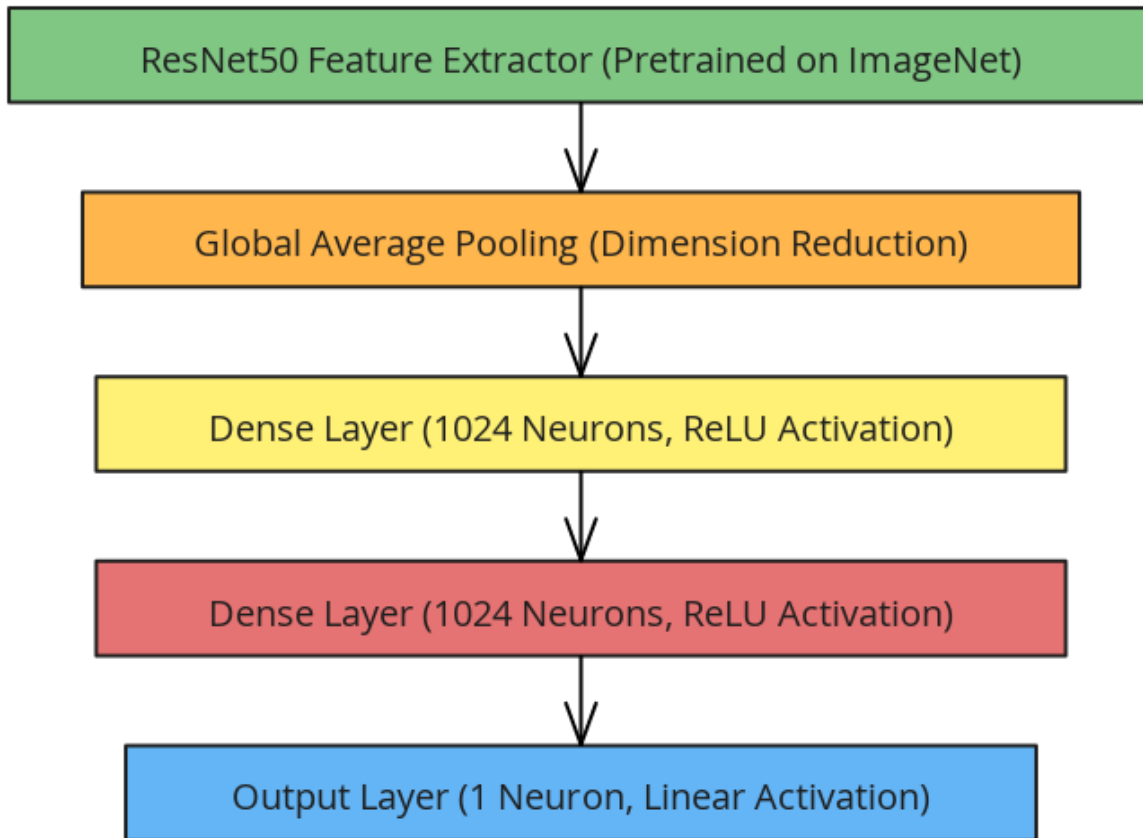 ResNet50 Feature Extractor (Pretrained on ImageNet)
Global Average Pooling (Dimension Reduction)
Dense Layer (1024 Neurons, ReLU Activation)
Dense Layer (1024 Neurons, ReLU Activation)
Output Layer (1 Neuron, Linear Activation)